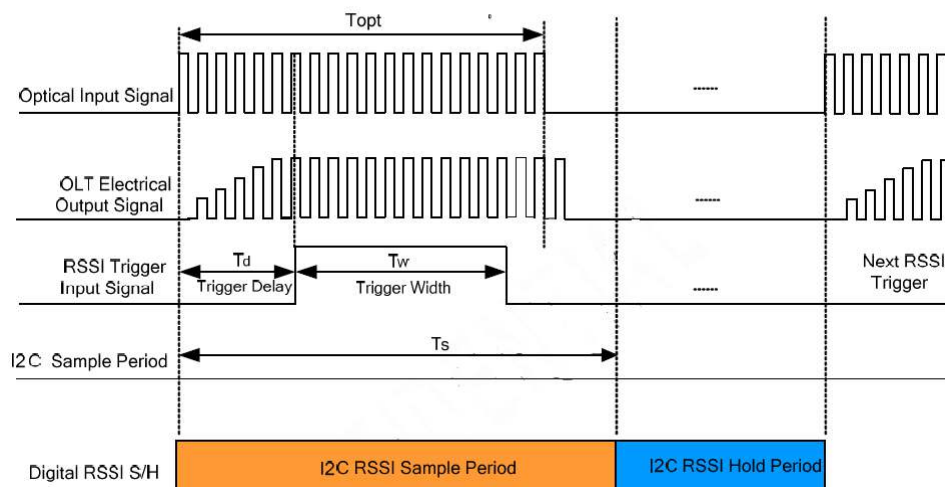 Topt
Optical Input Signal
------
OLT Electrical
Output Signal
------
RSSI Trigger
Input Signal
Td
Trigger Delay
Tw
Trigger Width
------
Next RSSI
Trigger
Ts
I2C Sample Period
Digital RSSI S/H
I2C RSSI Sample Period
I2C RSSI Hold Period